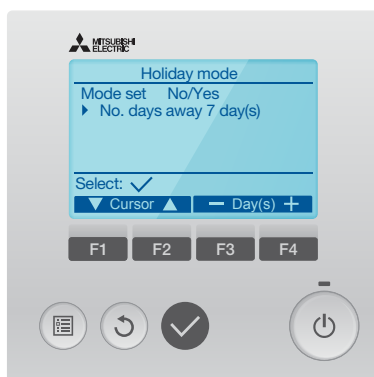 MITSUBISHI
ELECTRIC
Holiday mode
Mode set No/Yes
No. days away 7 day(s)
Select:
Cursor Day(s)
F1 F2 F3 F4